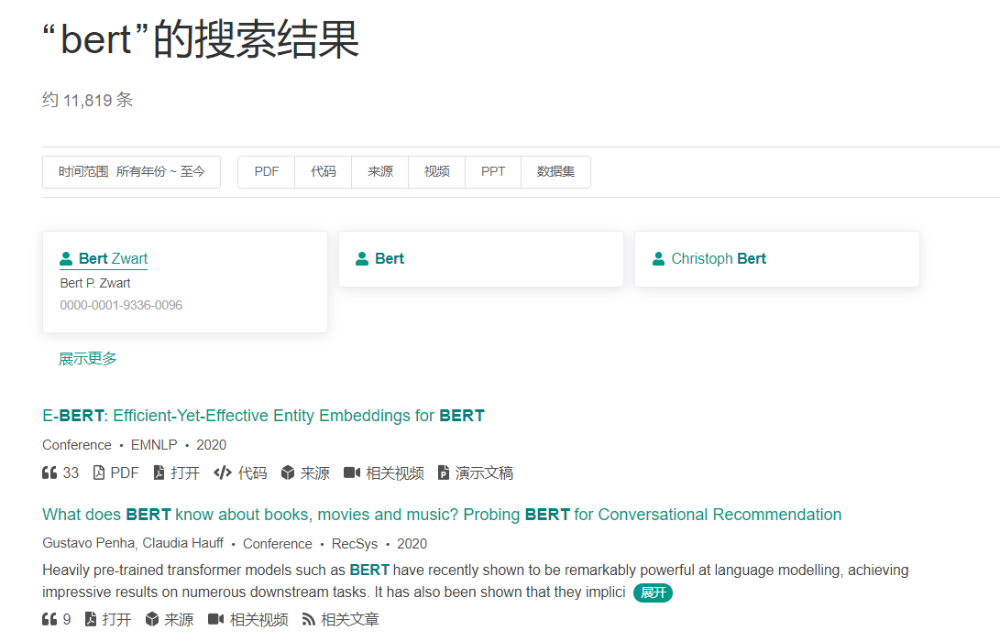 “bert”的搜索结果
约 11,819 条
时间范围 所有年份 ~ 至今 PDF 代码 来源 视频 PPT 数据集
Bert Zwart Bert Christoph Bert
Bert P. Zwart
0000-0001-9336-0096
展示更多
E-BERT: Efficient-Yet-Effective Entity Embeddings for BERT
Conference • EMNLP • 2020
33 PDF 打开 代码 来源 相关视频 演示文稿
What does BERT know about books, movies and music? Probing BERT for Conversational Recommendation
Gustavo Penha, Claudia Hauff • Conference • RecSys • 2020
Heavily pre-trained transformer models such as BERT have recently shown to be remarkably powerful at language modelling, achieving
impressive results on numerous downstream tasks. It has also been shown that they implici 展开
9 打开 来源 相关视频 相关文章